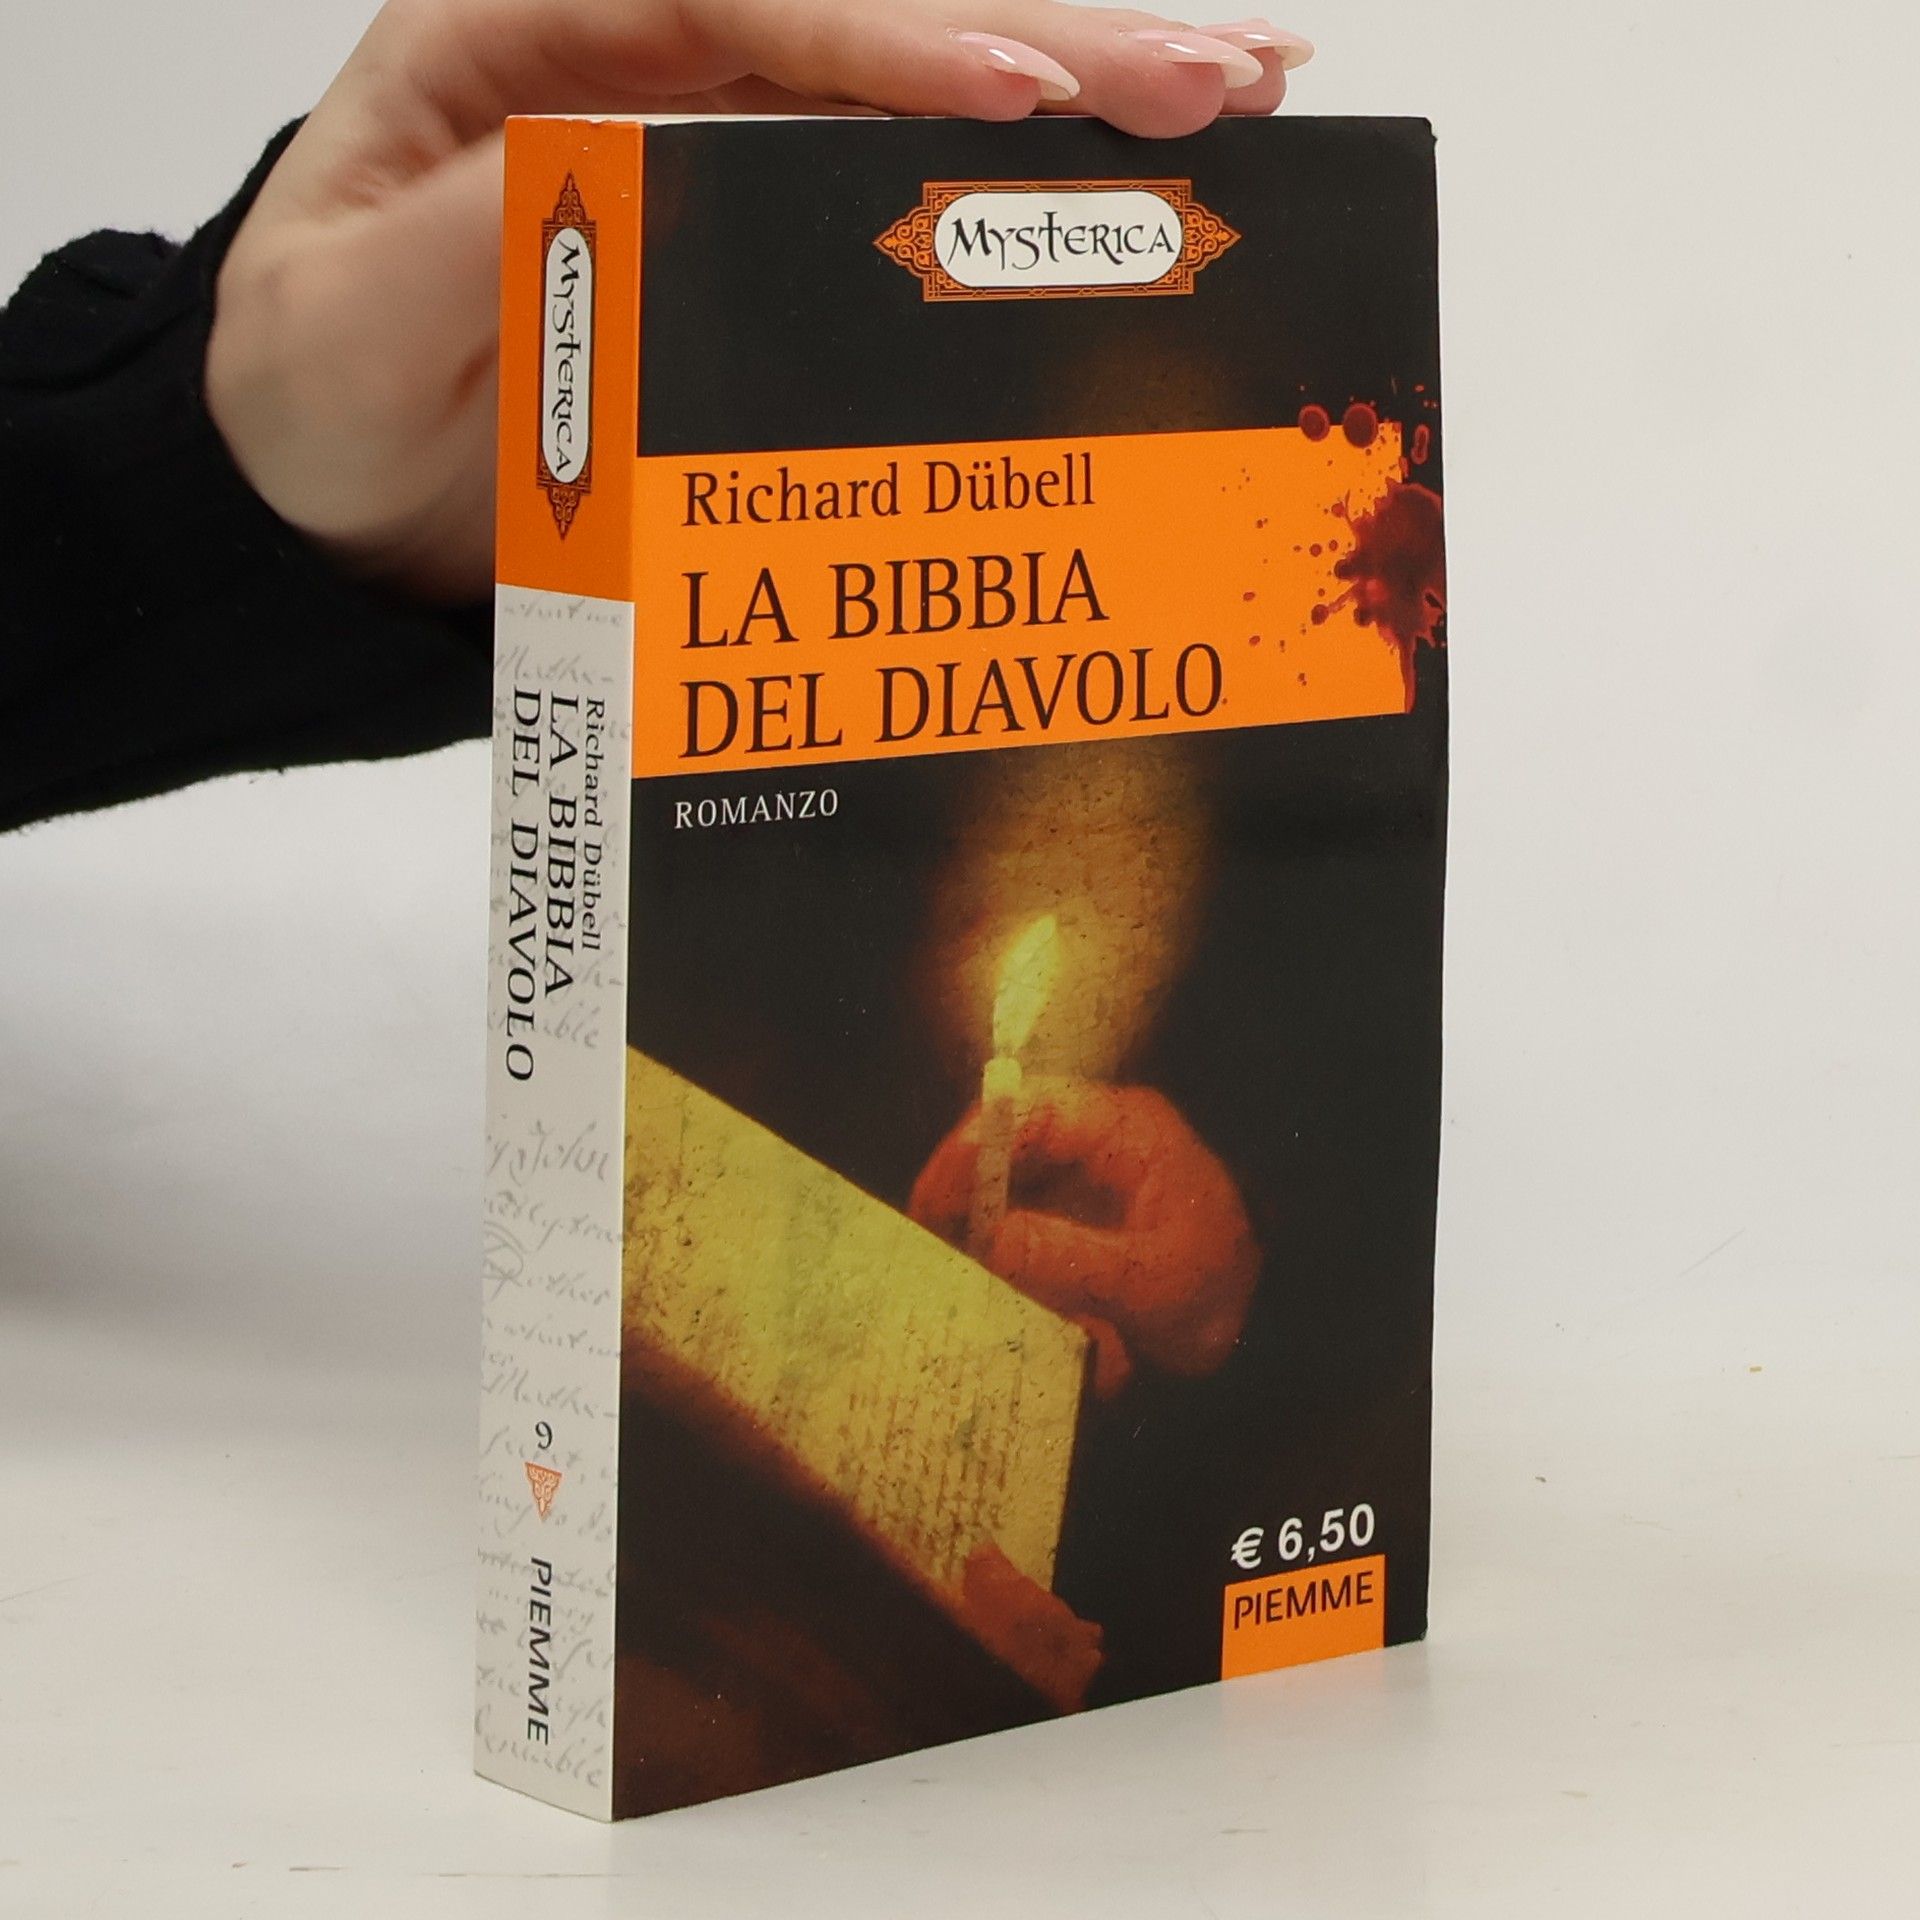 MYSTERICA
Richard Dübell
LA BIBBIA
DEL DIAVOLO
ROMANZO
€ 6,50
PIEMME
MYSTERICA
Richard Dübell
LA BIBBIA
DEL DIAVOLO
9
PIEMME